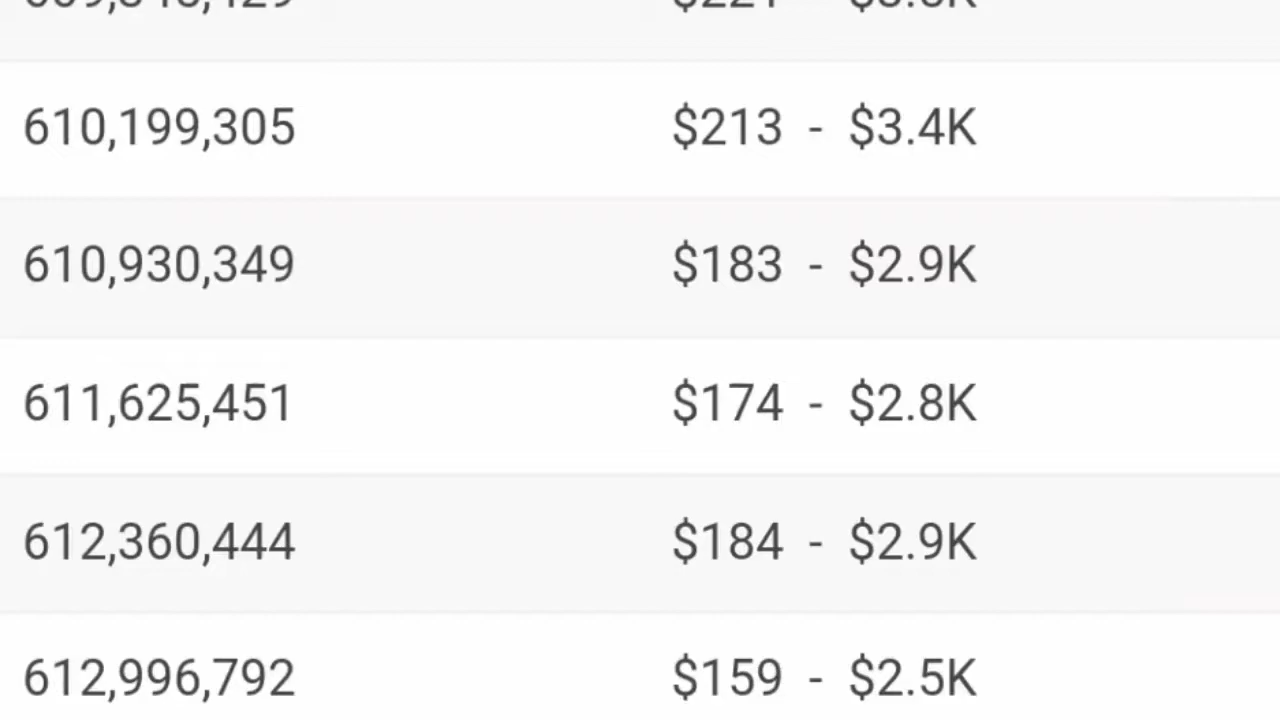 610,199,305 $213 - $3.4K
610,930,349 $183 - $2.9K
611,625,451 $174 - $2.8K
612,360,444 $184 - $2.9K
612,996,792 $159 - $2.5K